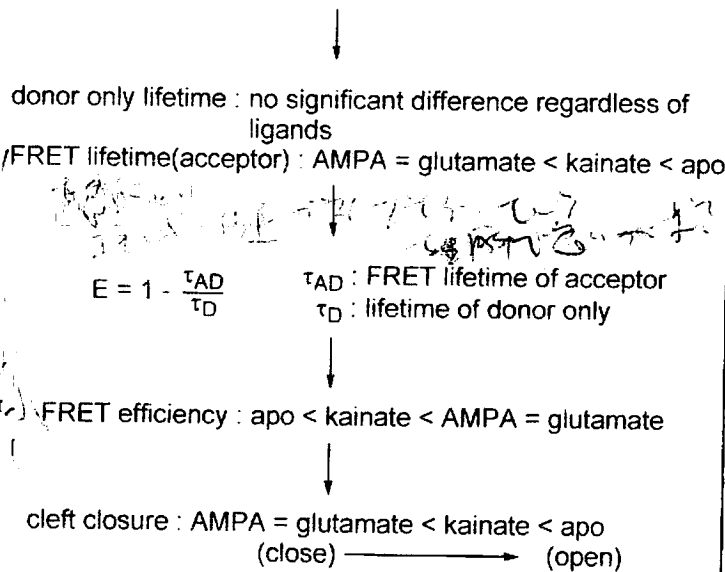 donor only lifetime : no significant difference regardless of
ligands
FRET lifetime(acceptor) : AMPA = glutamate < kainate < apo
E = 1 - τAD/τD
τAD : FRET lifetime of acceptor
τD : lifetime of donor only
FRET efficiency : apo < kainate < AMPA = glutamate
cleft closure : AMPA = glutamate < kainate < apo
(close) (open)